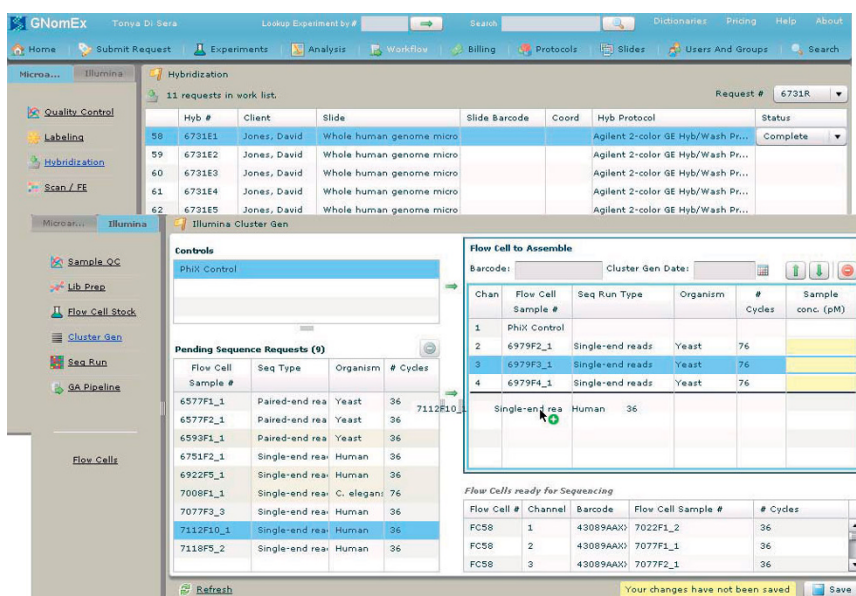 GNomEx Tonya Di Sera Lookup Experiment by # Search Dictionaries Pricing Help About
Home Submit Request Experiments Analysis Workflow Billing Protocols Slides Users And Groups Search
Microa... Illumina Hybridization
11 requests in work list. Request # 6731R
Quality Control
Labeling
Hybridization
Scan / FE
Hyb # Client Slide Slide Barcode Coord Hyb Protocol Status
58 6731E1 Jones, David Whole human genome micro Agilent 2-color GE Hyb/Wash Pr... Complete
59 6731E2 Jones, David Whole human genome micro Agilent 2-color GE Hyb/Wash Pr...
60 6731E3 Jones, David Whole human genome micro Agilent 2-color GE Hyb/Wash Pr...
61 6731E4 Jones, David Whole human genome micro Agilent 2-color GE Hyb/Wash Pr...
62 6731E5 Jones, David Whole human genome micro Agilent 2-color GE Hyb/Wash Pr...
Microar... Illumina Illumina Cluster Gen
Sample QC
Lib Prep
Flow Cell Stock
Cluster Gen
Seq Run
GA Pipeline
Flow Cells
Controls
PhiX Control
Pending Sequence Requests (9)
Flow Cell Sample # Seq Type Organism # Cycles
6577F1_1 Paired-end rea Yeast 36
6577F2_1 Paired-end rea Yeast 36
6593F1_1 Paired-end rea Yeast 36
6751F2_1 Single-end rea Human 36
6922F5_1 Single-end rea Human 36
7008F1_1 Single-end rea C. elegans 76
7077F3_3 Single-end rea Human 36
7112F10_1 Single-end rea Human 36
7118F5_2 Single-end rea Human 36
Flow Cell to Assemble
Barcode: Cluster Gen Date:
Chan Flow Cell Sample # Seq Run Type Organism # Cycles Sample conc. (pM)
1 PhiX Control
2 6979F2_1 Single-end reads Yeast 76
3 6979F3_1 Single-end reads Yeast 76
4 6979F4_1 Single-end reads Yeast 76
7112F10_1 Single-end rea Human 36
Flow Cells ready for Sequencing
Flow Cell # Channel Barcode Flow Cell Sample # # Cycles
FC58 1 43089AAX 7022F1_2 36
FC58 2 43089AAX 7077F1_1 36
FC58 3 43089AAX 7077F2_1 36
Refresh Your changes have not been saved Save